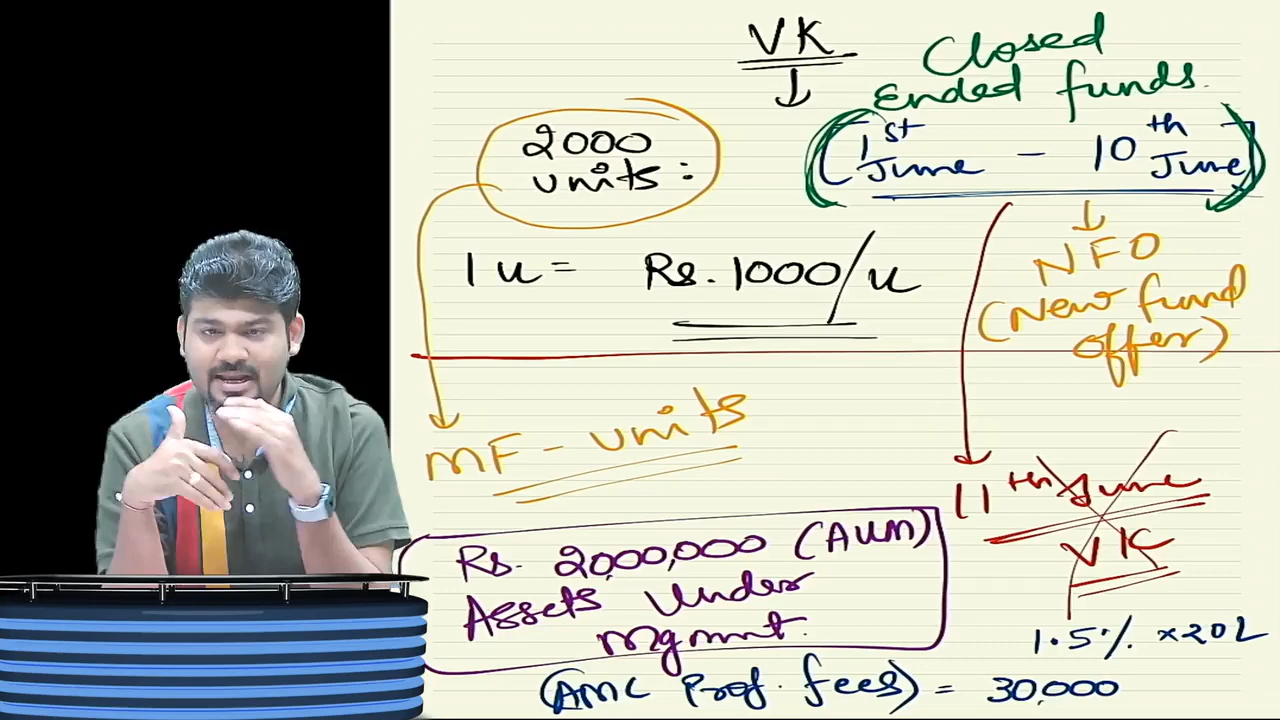 VK
Closed
Ended funds.
2000
units:
(1st June - 10th June)
1 u = Rs. 1000/u
NFO
(New fund
offer)
MF - units
11th June
VK
Rs. 2000,000 (AUM)
Assets Under
Mgmnt.
1.5% x 20L
(AMC Prof. fees) = 30,000